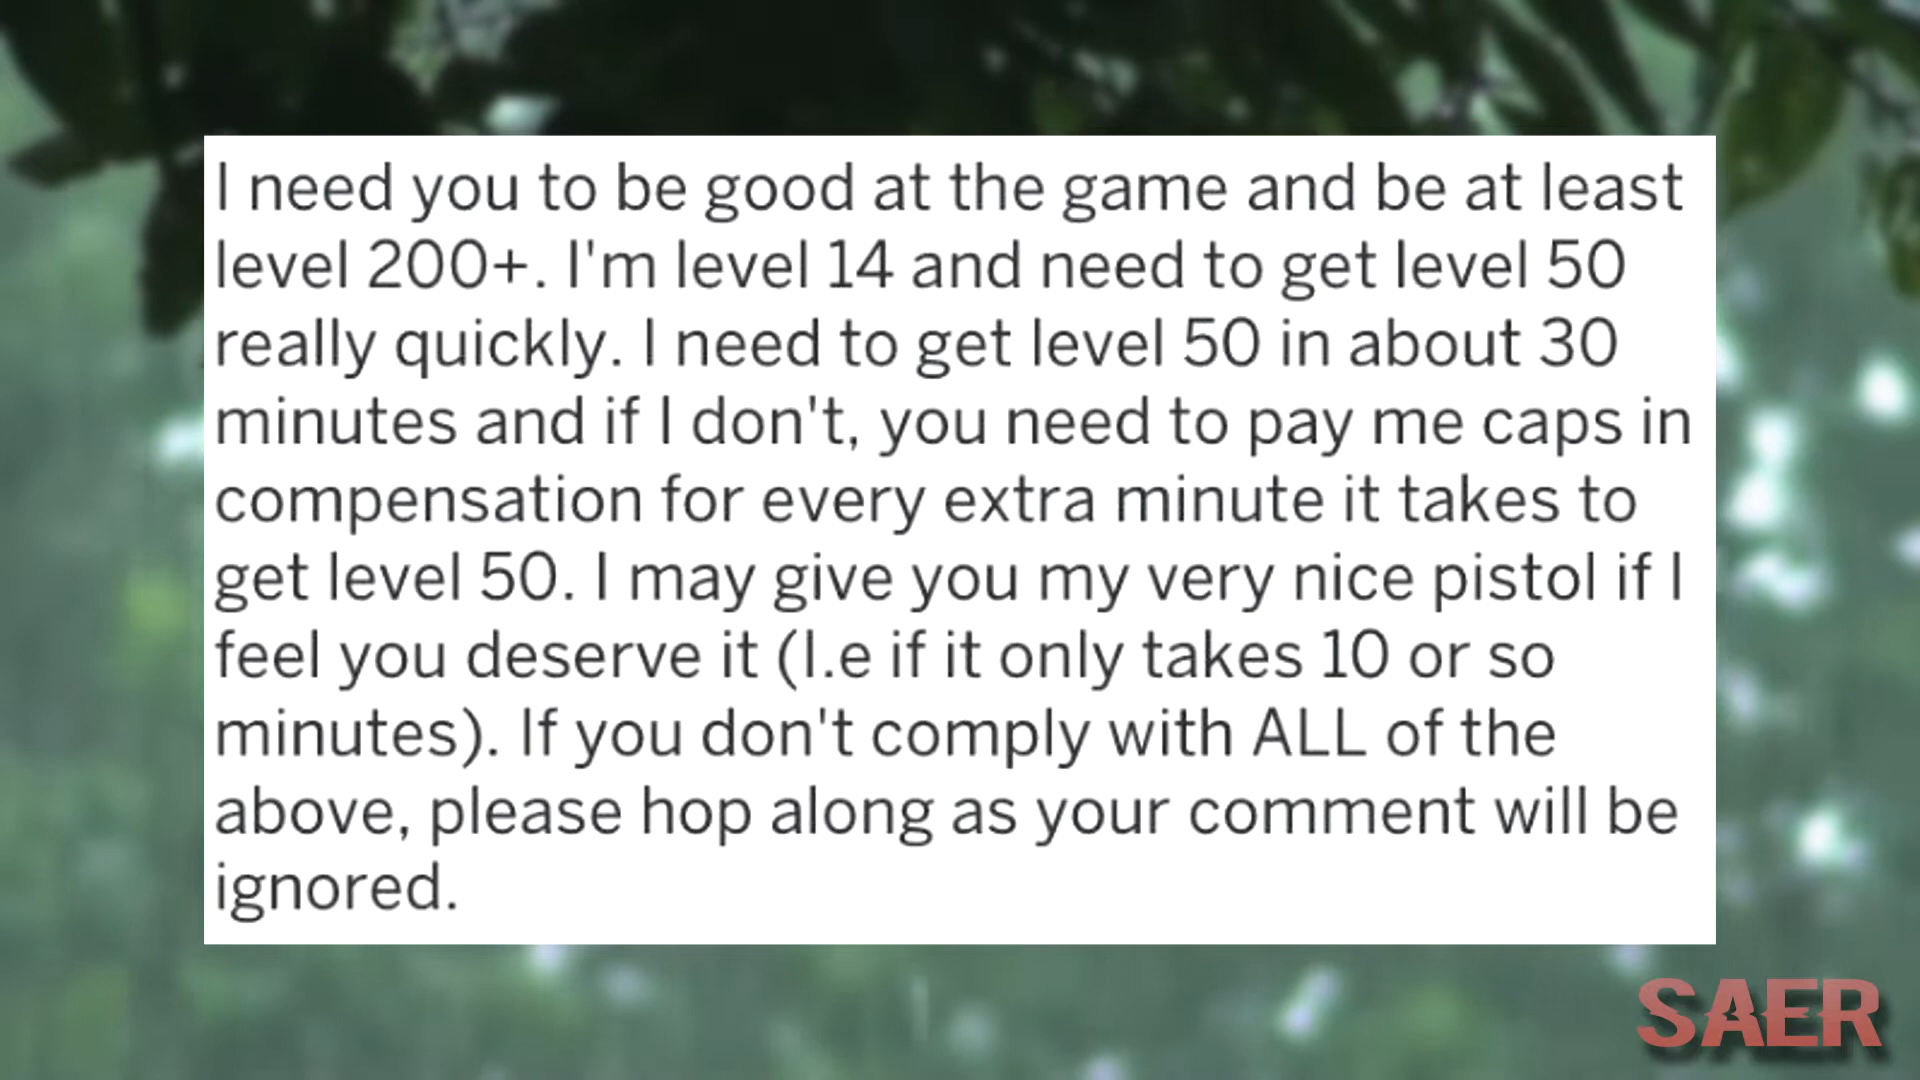 I need you to be good at the game and be at least
level 200+. I'm level 14 and need to get level 50
really quickly. I need to get level 50 in about 30
minutes and if I don't, you need to pay me caps in
compensation for every extra minute it takes to
get level 50. I may give you my very nice pistol if I
feel you deserve it (I.e if it only takes 10 or so
minutes). If you don't comply with ALL of the
above, please hop along as your comment will be
ignored.
SAER